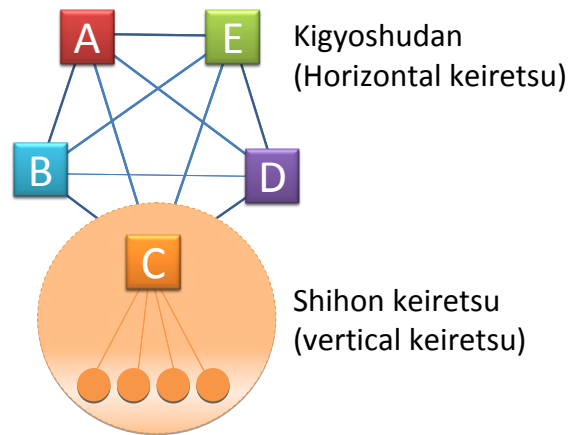 A
E
Kigyoshudan
(Horizontal keiretsu)
B
D
C
Shihon keiretsu
(vertical keiretsu)